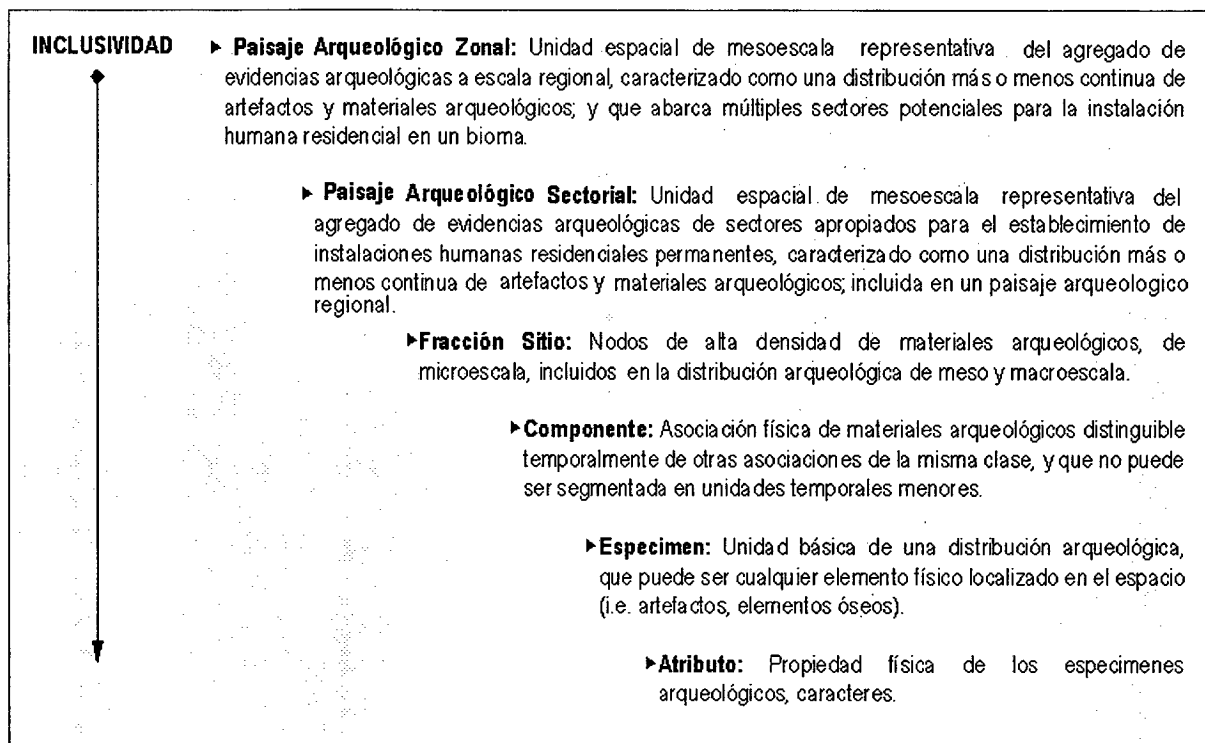 INCLUSIVIDAD
▸ Paisaje Arqueológico Zonal: Unidad espacial de mesoescala representativa del agregado de
evidencias arqueológicas a escala regional, caracterizado como una distribución más o menos continua de
artefactos y materiales arqueológicos; y que abarca múltiples sectores potenciales para la instalación
humana residencial en un bioma.
▸ Paisaje Arqueológico Sectorial: Unidad espacial de mesoescala representativa del
agregado de evidencias arqueológicas de sectores apropiados para el establecimiento de
instalaciones humanas residenciales permanentes, caracterizado como una distribución más o
menos continua de artefactos y materiales arqueológicos; incluida en un paisaje arqueologico
regional.
▸Fracción Sitio: Nodos de alta densidad de materiales arqueológicos, de
microescala, incluidos en la distribución arqueológica de meso y macroescala.
▸Componente: Asociación física de materiales arqueológicos distinguible
temporalmente de otras asociaciones de la misma clase, y que no puede
ser segmentada en unidades temporales menores.
▸Especimen: Unidad básica de una distribución arqueológica,
que puede ser cualquier elemento físico localizado en el espacio
(i.e. artefactos, elementos óseos).
▸Atributo: Propiedad física de los especimenes
arqueológicos, caracteres.